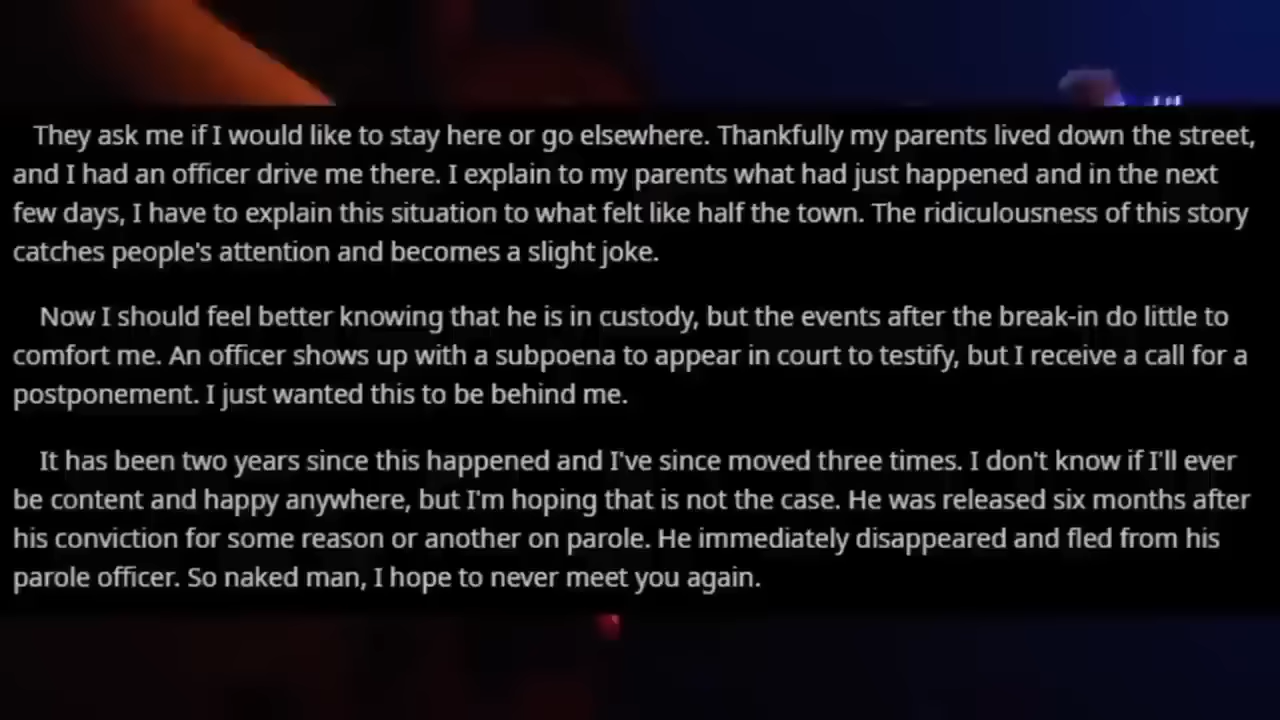 They ask me if I would like to stay here or go elsewhere. Thankfully my parents lived down the street,
and I had an officer drive me there. I explain to my parents what had just happened and in the next
few days, I have to explain this situation to what felt like half the town. The ridiculousness of this story
catches people's attention and becomes a slight joke.
Now I should feel better knowing that he is in custody, but the events after the break-in do little to
comfort me. An officer shows up with a subpoena to appear in court to testify, but I receive a call for a
postponement. I just wanted this to be behind me.
It has been two years since this happened and I've since moved three times. I don't know if I'll ever
be content and happy anywhere, but I'm hoping that is not the case. He was released six months after
his conviction for some reason or another on parole. He immediately disappeared and fled from his
parole officer. So naked man, I hope to never meet you again.